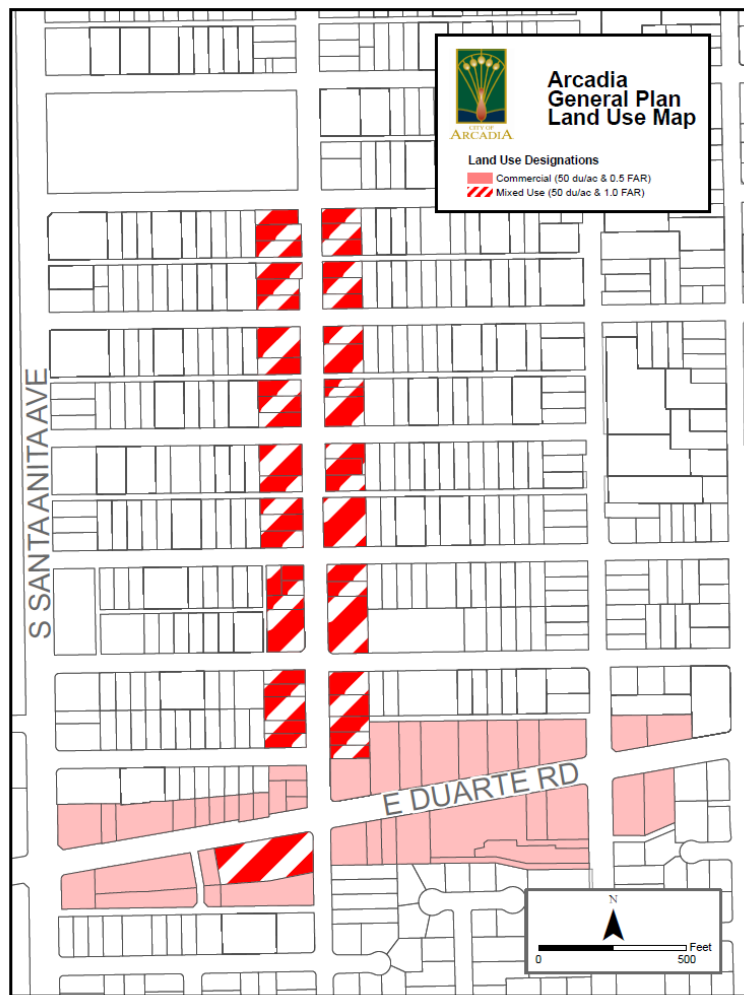 Arcadia
General Plan
Land Use Map
CITY OF
ARCADIA
Land Use Designations
Commercial (50 du/ac & 0.5 FAR)
Mixed Use (50 du/ac & 1.0 FAR)
S SANTA ANITA AVE
E DUARTE RD
N
Feet
0 500